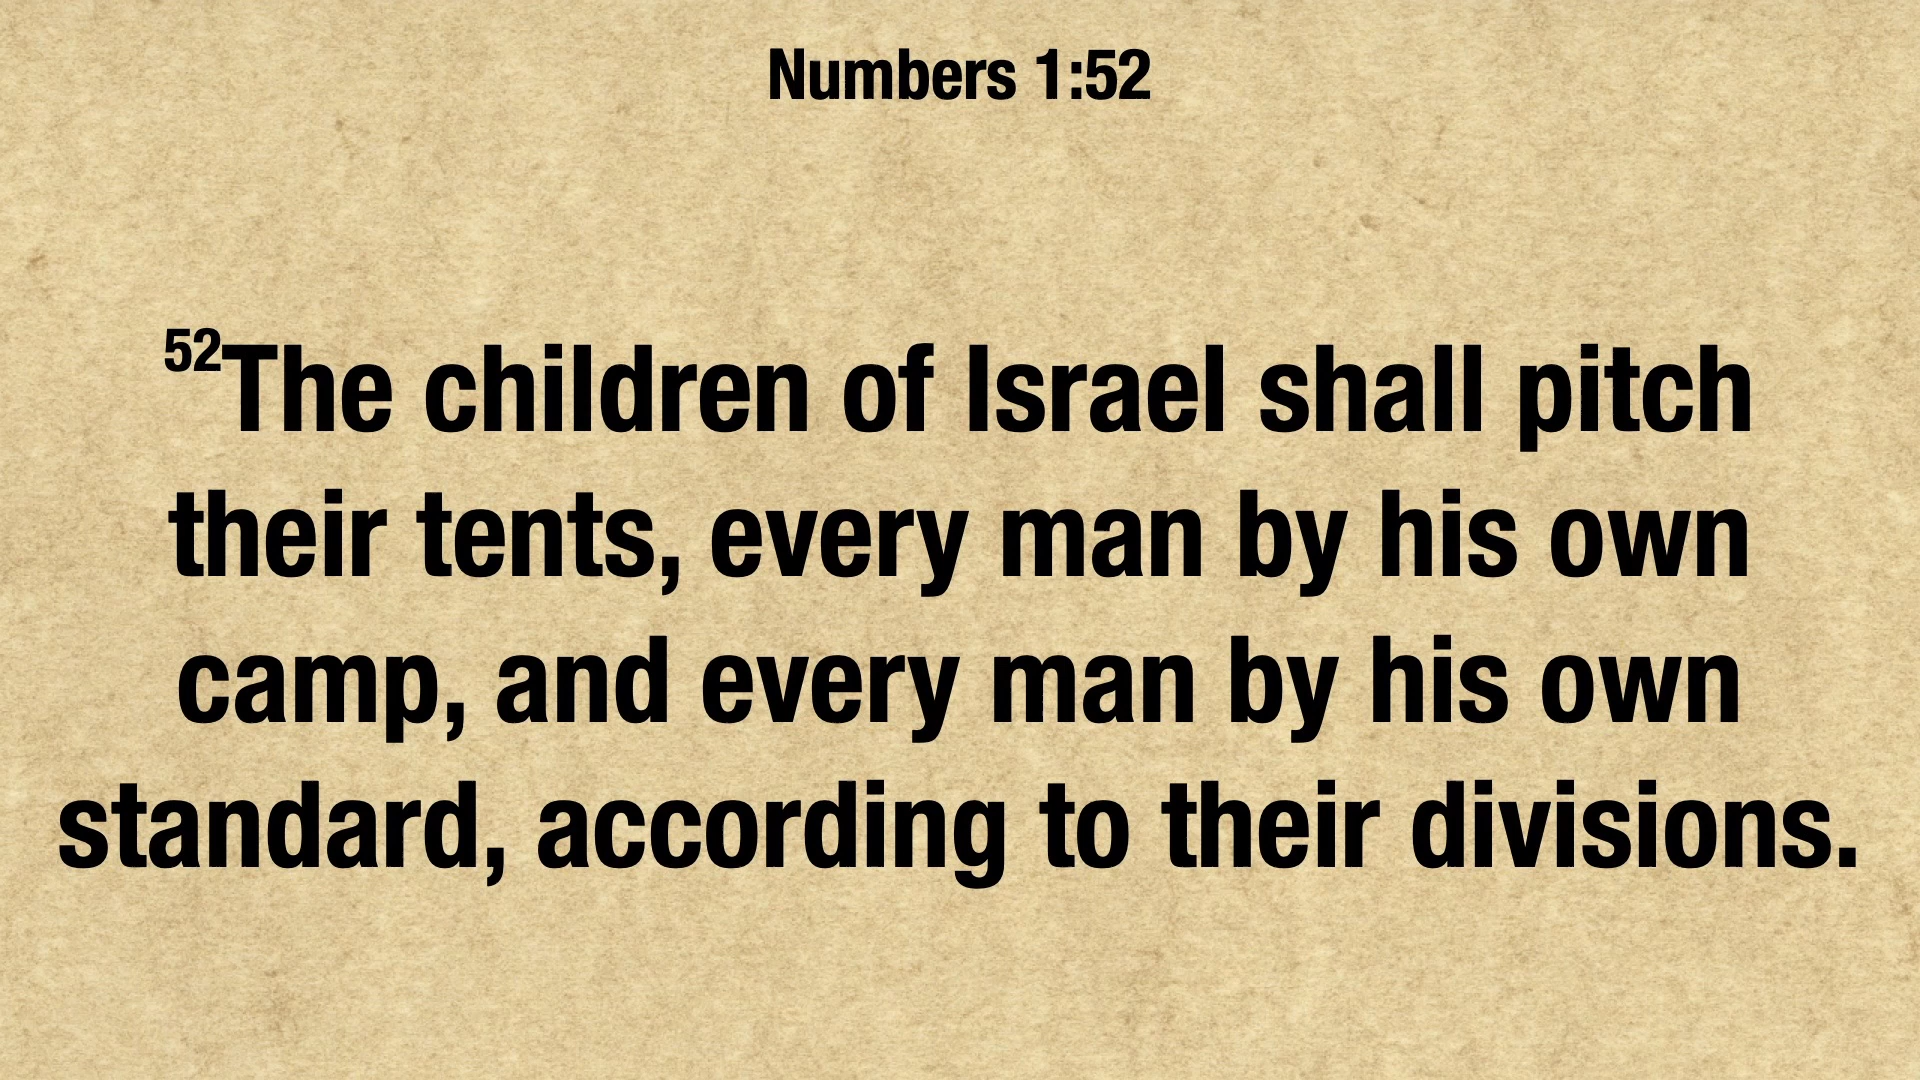 Numbers 1:52
52The children of Israel shall pitch
their tents, every man by his own
camp, and every man by his own
standard, according to their divisions.